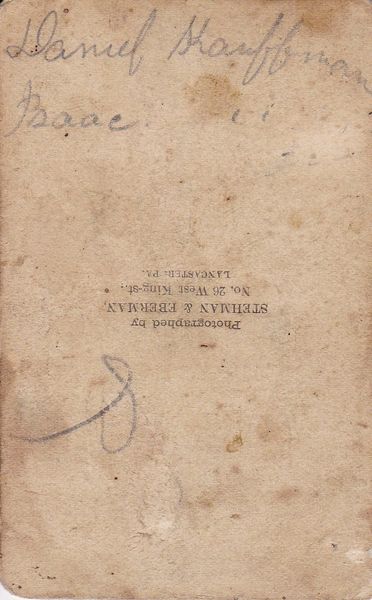 Daniel Kauffman
Isaac. " "
Photographed by
STEHMAN & EBERMAN,
No. 26 West King-st.,
LANCASTER: PA.